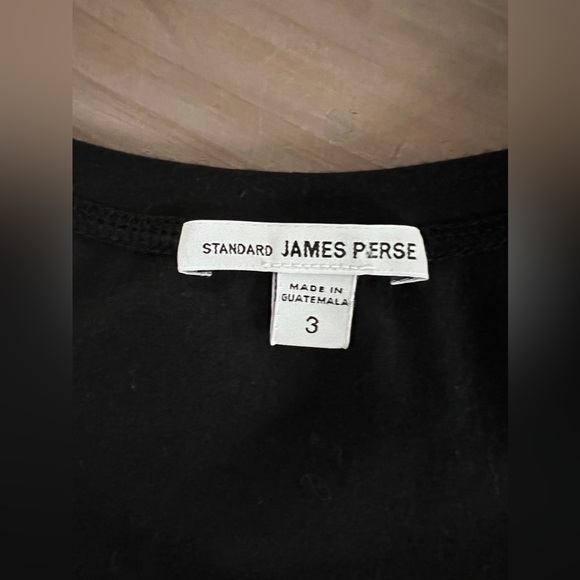 STANDARD JAMES PERSE
MADE IN
GUATEMALA
3